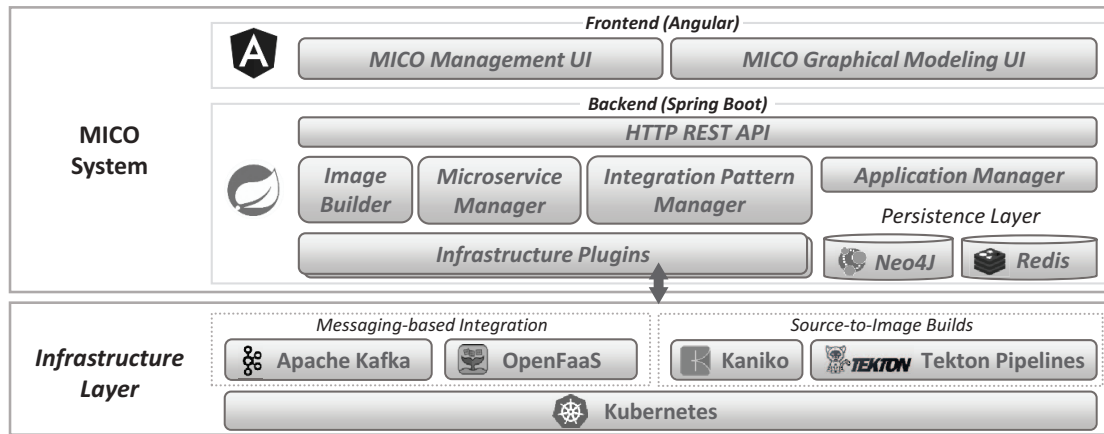 Frontend (Angular)
A
MICO Management UI
MICO Graphical Modeling UI
MICO
System
Backend (Spring Boot)
HTTP REST API
Image
Builder
Microservice
Manager
Integration Pattern
Manager
Application Manager
Persistence Layer
Infrastructure Plugins
Neo4J
Redis
Infrastructure
Layer
Messaging-based Integration
Apache Kafka
OpenFaaS
Source-to-Image Builds
Kaniko
TEKTON Tekton Pipelines
Kubernetes